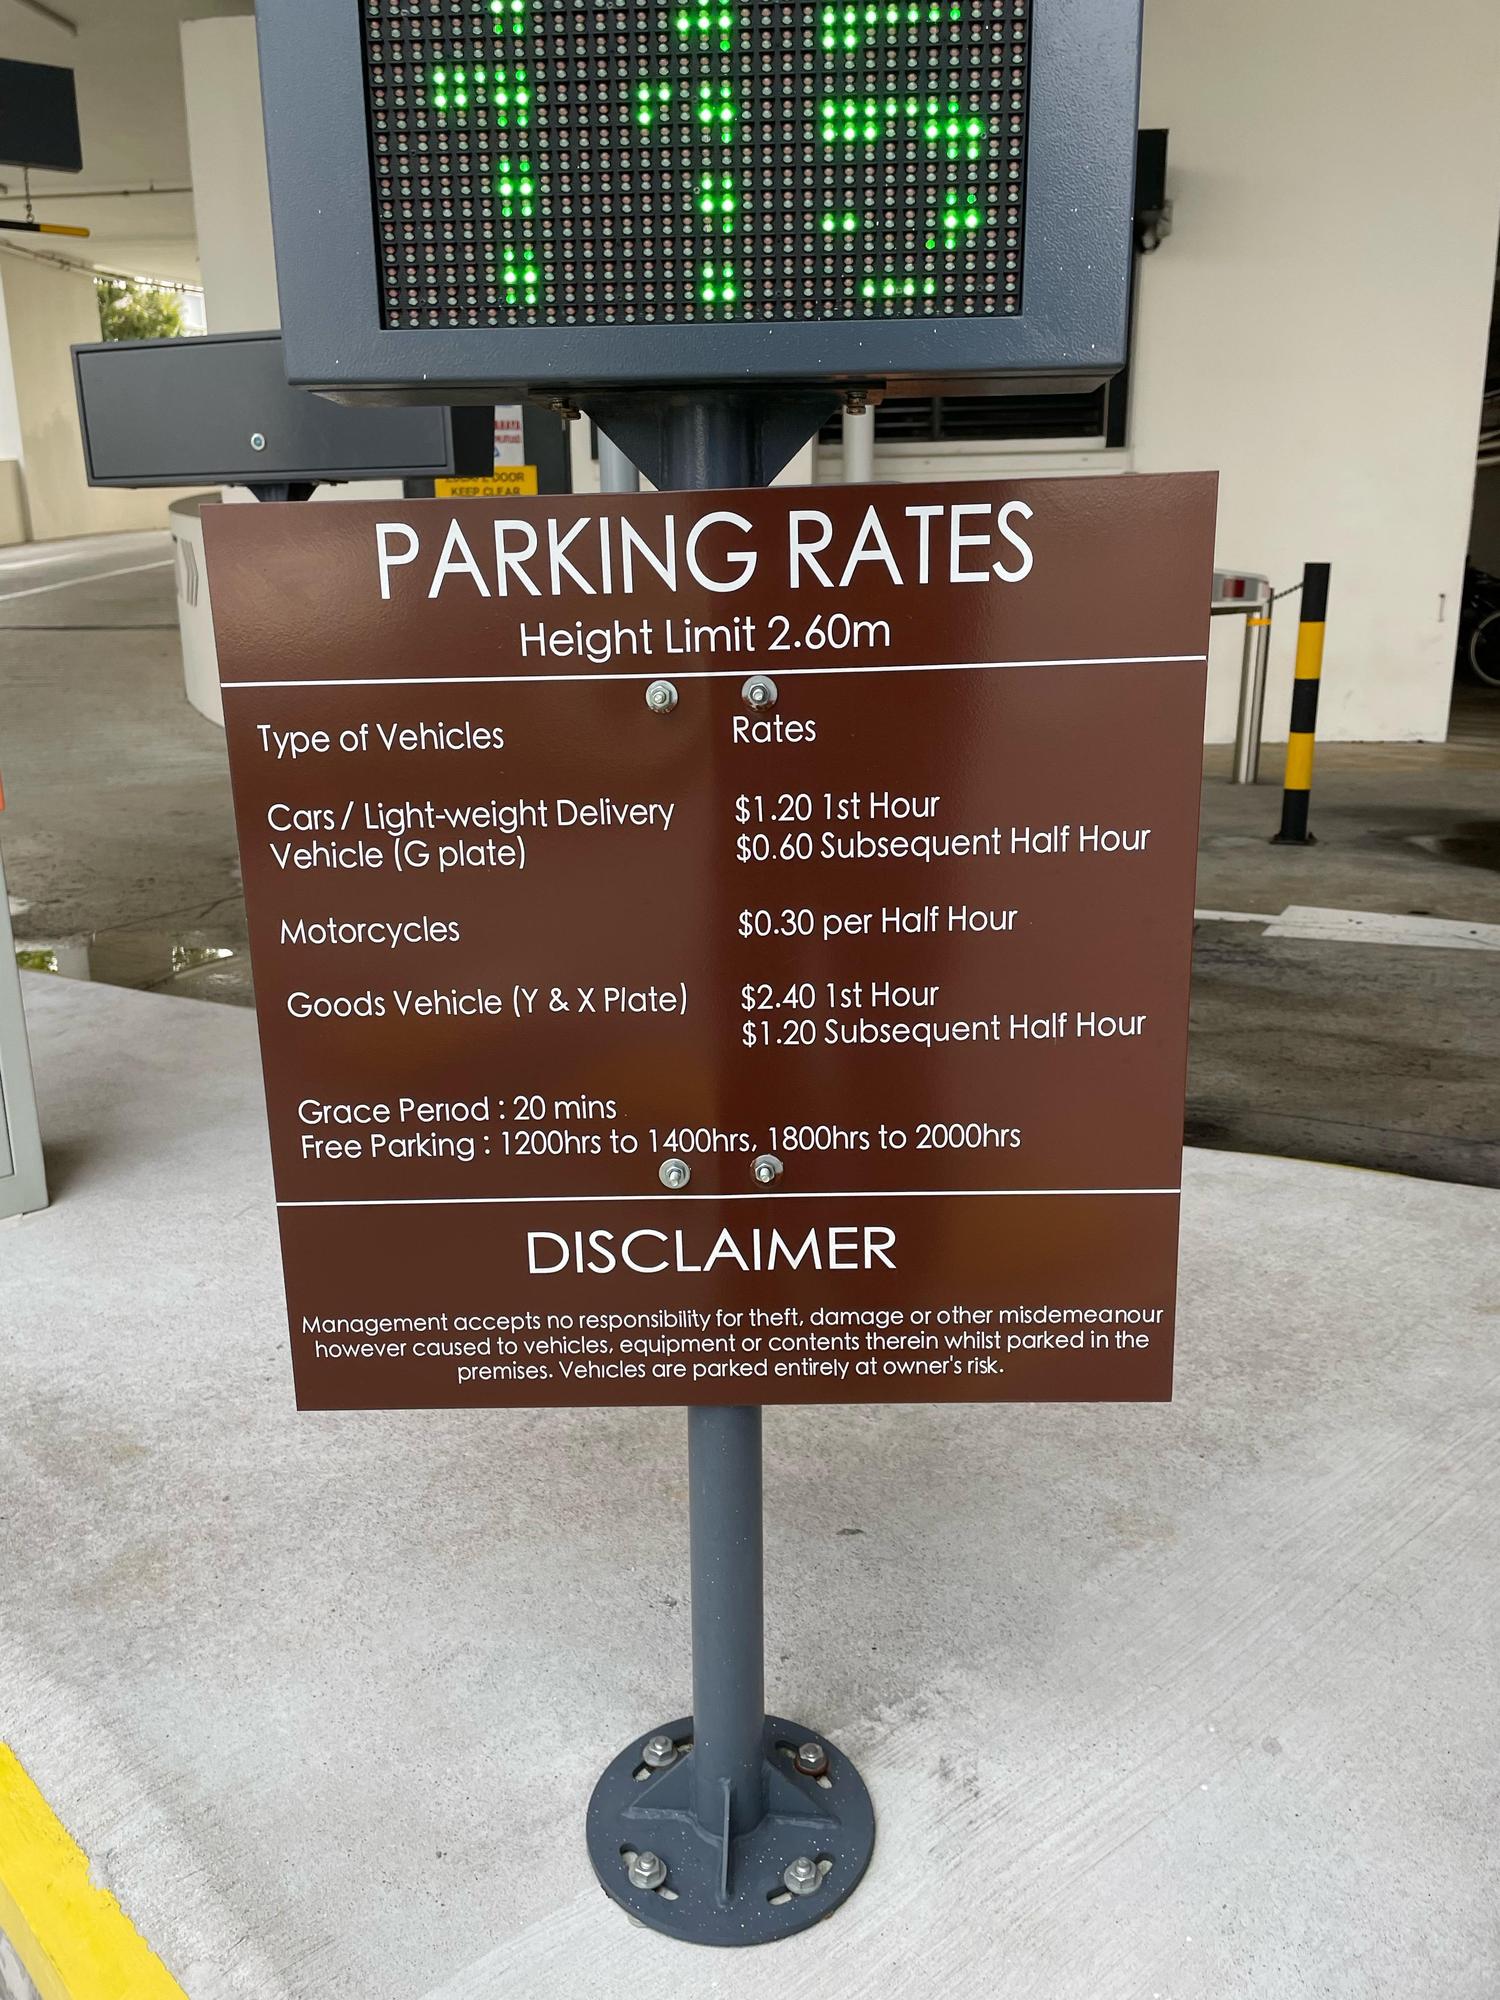 115
ESCAPE DOOR
KEEP CLEAR
PARKING RATES
Height Limit 2.60m
Type of Vehicles Rates
Cars / Light-weight Delivery $1.20 1st Hour
Vehicle (G plate) $0.60 Subsequent Half Hour
Motorcycles $0.30 per Half Hour
Goods Vehicle (Y & X Plate) $2.40 1st Hour
$1.20 Subsequent Half Hour
Grace Period : 20 mins
Free Parking : 1200hrs to 1400hrs, 1800hrs to 2000hrs
DISCLAIMER
Management accepts no responsibility for theft, damage or other misdemeanour
however caused to vehicles, equipment or contents therein whilst parked in the
premises. Vehicles are parked entirely at owner's risk.